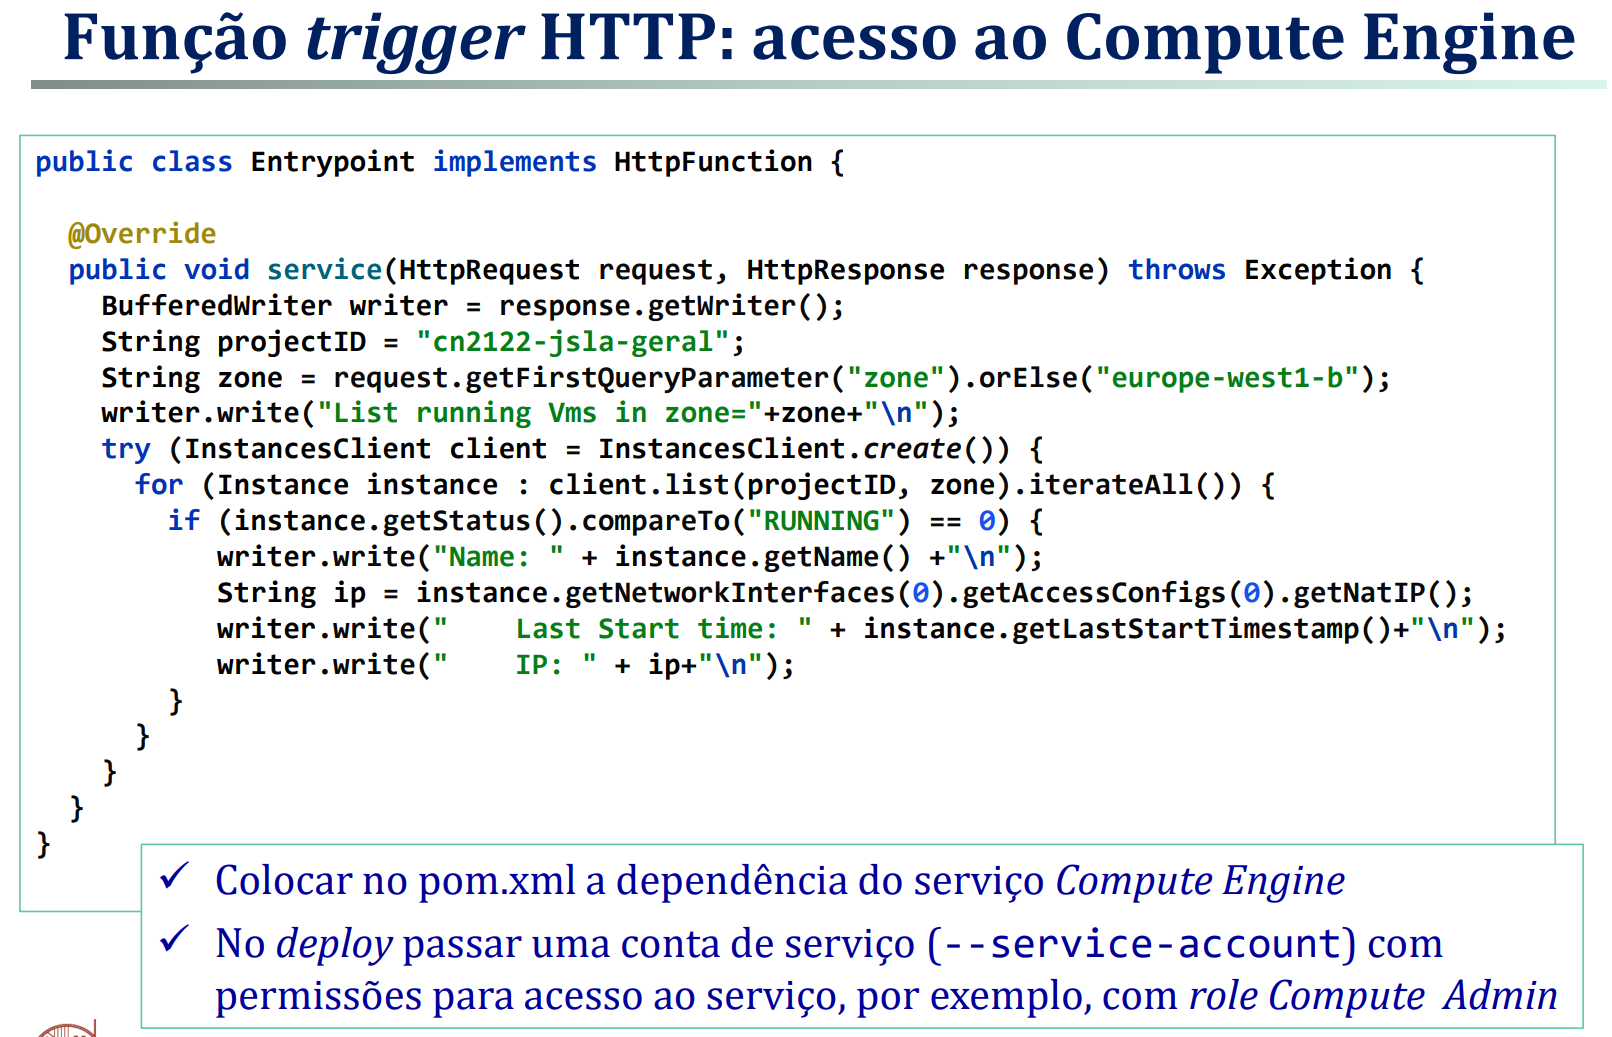 Função trigger HTTP: acesso ao Compute Engine
public class Entrypoint implements HttpFunction {
@Override
public void service(HttpRequest request, HttpResponse response) throws Exception {
BufferedWriter writer = response.getWriter();
String projectID = "cn2122-jsla-geral";
String zone = request.getFirstQueryParameter("zone").orElse("europe-west1-b");
writer.write("List running Vms in zone="+zone+"\n");
try (InstancesClient client = InstancesClient.create()) {
for (Instance instance : client.list(projectID, zone).iterateAll()) {
if (instance.getStatus().compareTo("RUNNING") == 0) {
writer.write("Name: " + instance.getName() +"\n");
String ip = instance.getNetworkInterfaces(0).getAccessConfigs(0).getNatIP();
writer.write("    Last Start time: " + instance.getLastStartTimestamp()+"\n");
writer.write("    IP: " + ip+"\n");
}
}
}
}
}
✓ Colocar no pom.xml a dependência do serviço Compute Engine
✓ No deploy passar uma conta de serviço (--service-account) com
permissões para acesso ao serviço, por exemplo, com role Compute Admin